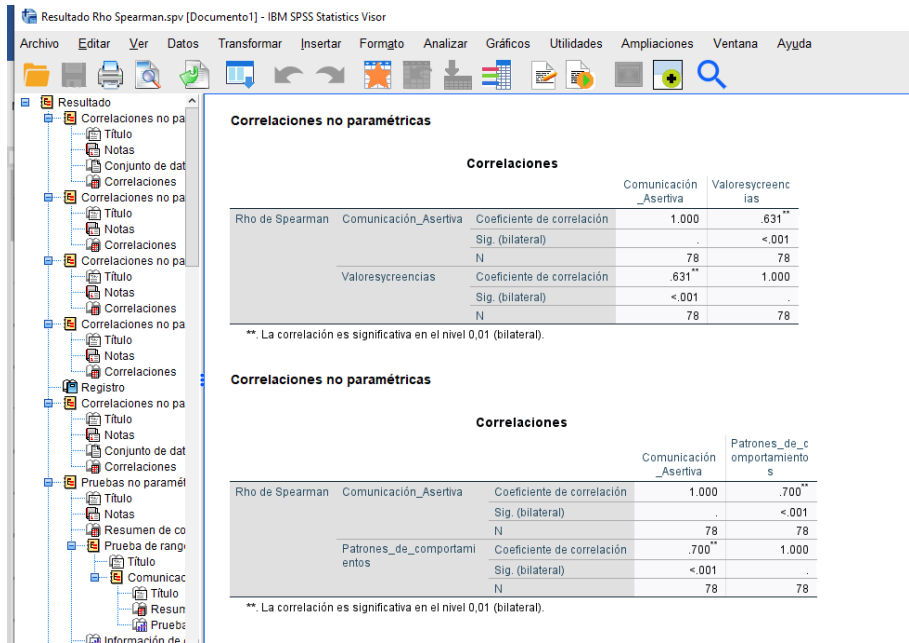 Resultado Rho Spearman.spv [Documento1] - IBM SPSS Statistics Visor
Archivo Editar Ver Datos Transformar Insertar Formato Analizar Gráficos Utilidades Ampliaciones Ventana Ayuda
Resultado
Correlaciones no pa
Título
Notas
Conjunto de dat
Correlaciones
Correlaciones no pa
Título
Notas
Correlaciones
Correlaciones no pa
Título
Notas
Correlaciones
Correlaciones no pa
Título
Notas
Correlaciones
Registro
Correlaciones no pa
Título
Notas
Conjunto de dat
Correlaciones
Pruebas no paramét
Título
Notas
Resumen de co
Prueba de rango
Título
Comunicac
Título
Resum
Prueba
Información de
Correlaciones no paramétricas
Correlaciones
Comunicación
_Asertiva
Valoresycreenc
ias
Rho de Spearman Comunicación_Asertiva Coeficiente de correlación 1.000 .631**
Sig. (bilateral) . <.001
N 78 78
Valoresycreencias Coeficiente de correlación .631** 1.000
Sig. (bilateral) <.001 .
N 78 78
**. La correlación es significativa en el nivel 0,01 (bilateral).
Correlaciones no paramétricas
Correlaciones
Comunicación
_Asertiva
Patrones_de_c
omportamiento
s
Rho de Spearman Comunicación_Asertiva Coeficiente de correlación 1.000 .700**
Sig. (bilateral) . <.001
N 78 78
Patrones_de_comportami
entos
Coeficiente de correlación .700** 1.000
Sig. (bilateral) <.001 .
N 78 78
**. La correlación es significativa en el nivel 0,01 (bilateral).